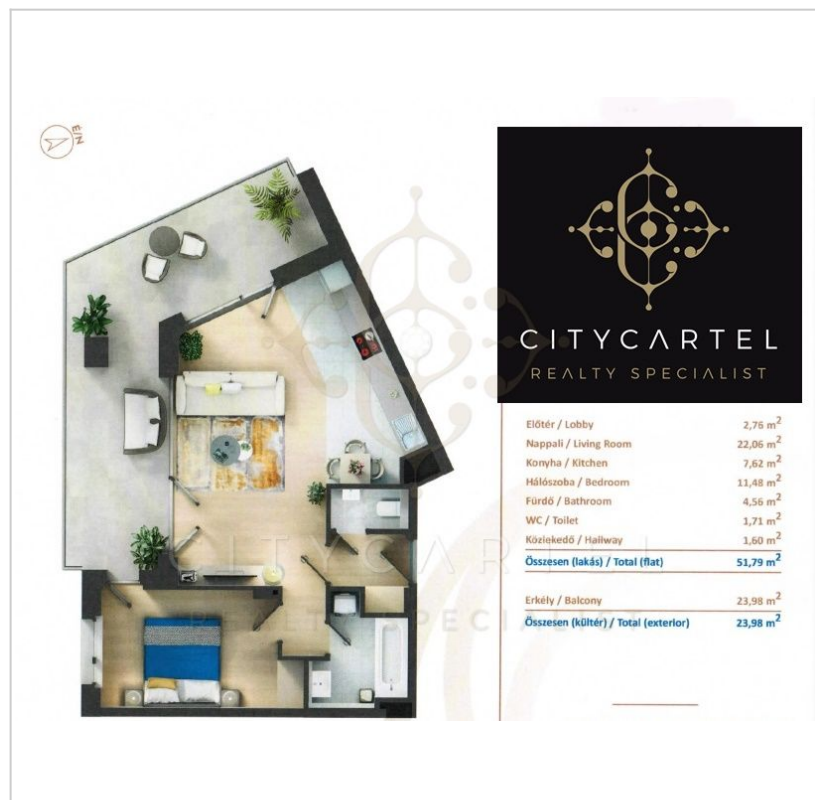 É/N
CITYCARTEL
REALTY SPECIALIST
Előtér / Lobby 2,76 m²
Nappali / Living Room 22,06 m²
Konyha / Kitchen 7,62 m²
Hálószoba / Bedroom 11,48 m²
Fürdő / Bathroom 4,56 m²
WC / Toilet 1,71 m²
Közlekedő / Hallway 1,60 m²
Összesen (lakás) / Total (flat) 51,79 m²
Erkély / Balcony 23,98 m²
Összesen (kültér) / Total (exterior) 23,98 m²
CITYCARTEL
REALTY SPECIALIST